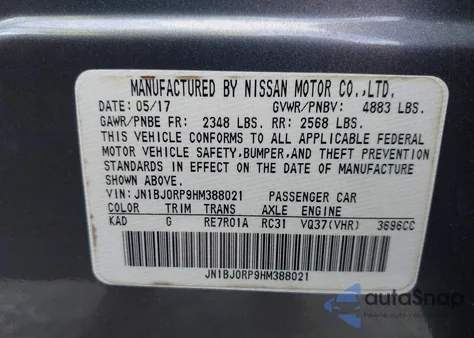 MANUFACTURED BY NISSAN MOTOR CO.,LTD.
DATE: 05/17 GVWR/PNBV: 4883 LBS.
GAWR/PNBE FR: 2348 LBS. RR: 2568 LBS.
THIS VEHICLE CONFORMS TO ALL APPLICABLE FEDERAL
MOTOR VEHICLE SAFETY, BUMPER, AND THEFT PREVENTION
STANDARDS IN EFFECT ON THE DATE OF MANUFACTURE
SHOWN ABOVE.
VIN: JN1BJ0RP9HM388021 PASSENGER CAR
COLOR TRIM TRANS AXLE ENGINE
KAD G RE7R01A RC31 VQ37(VHR) 3696CC
JN1BJ0RP9HM388021
autoSnap